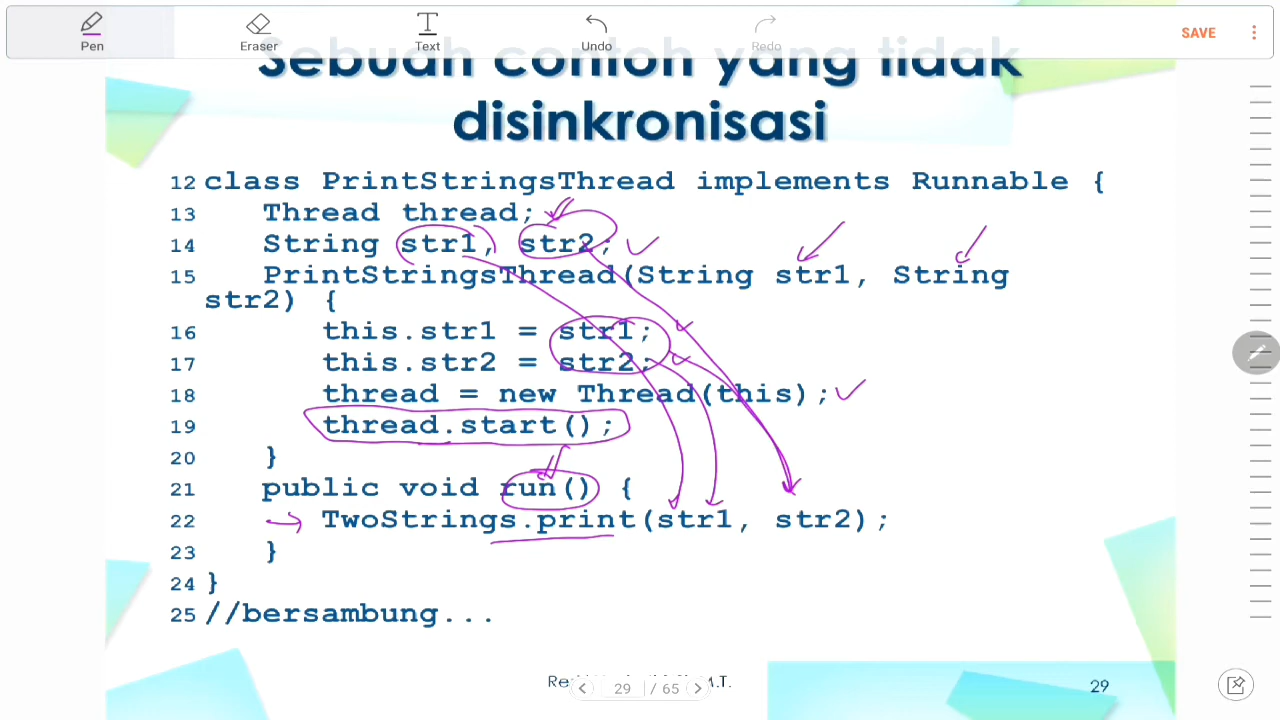 Pen Eraser Text Undo Redo SAVE
Sebuah contoh yang tidak
disinkronisasi
12 class PrintStringsThread implements Runnable {
13 Thread thread;
14 String str1, str2;
15 PrintStringsThread(String str1, String
str2) {
16 this.str1 = str1;
17 this.str2 = str2;
18 thread = new Thread(this);
19 thread.start();
20 }
21 public void run() {
22 TwoStrings.print(str1, str2);
23 }
24 }
25 //bersambung...
M.T.
29 / 65
29